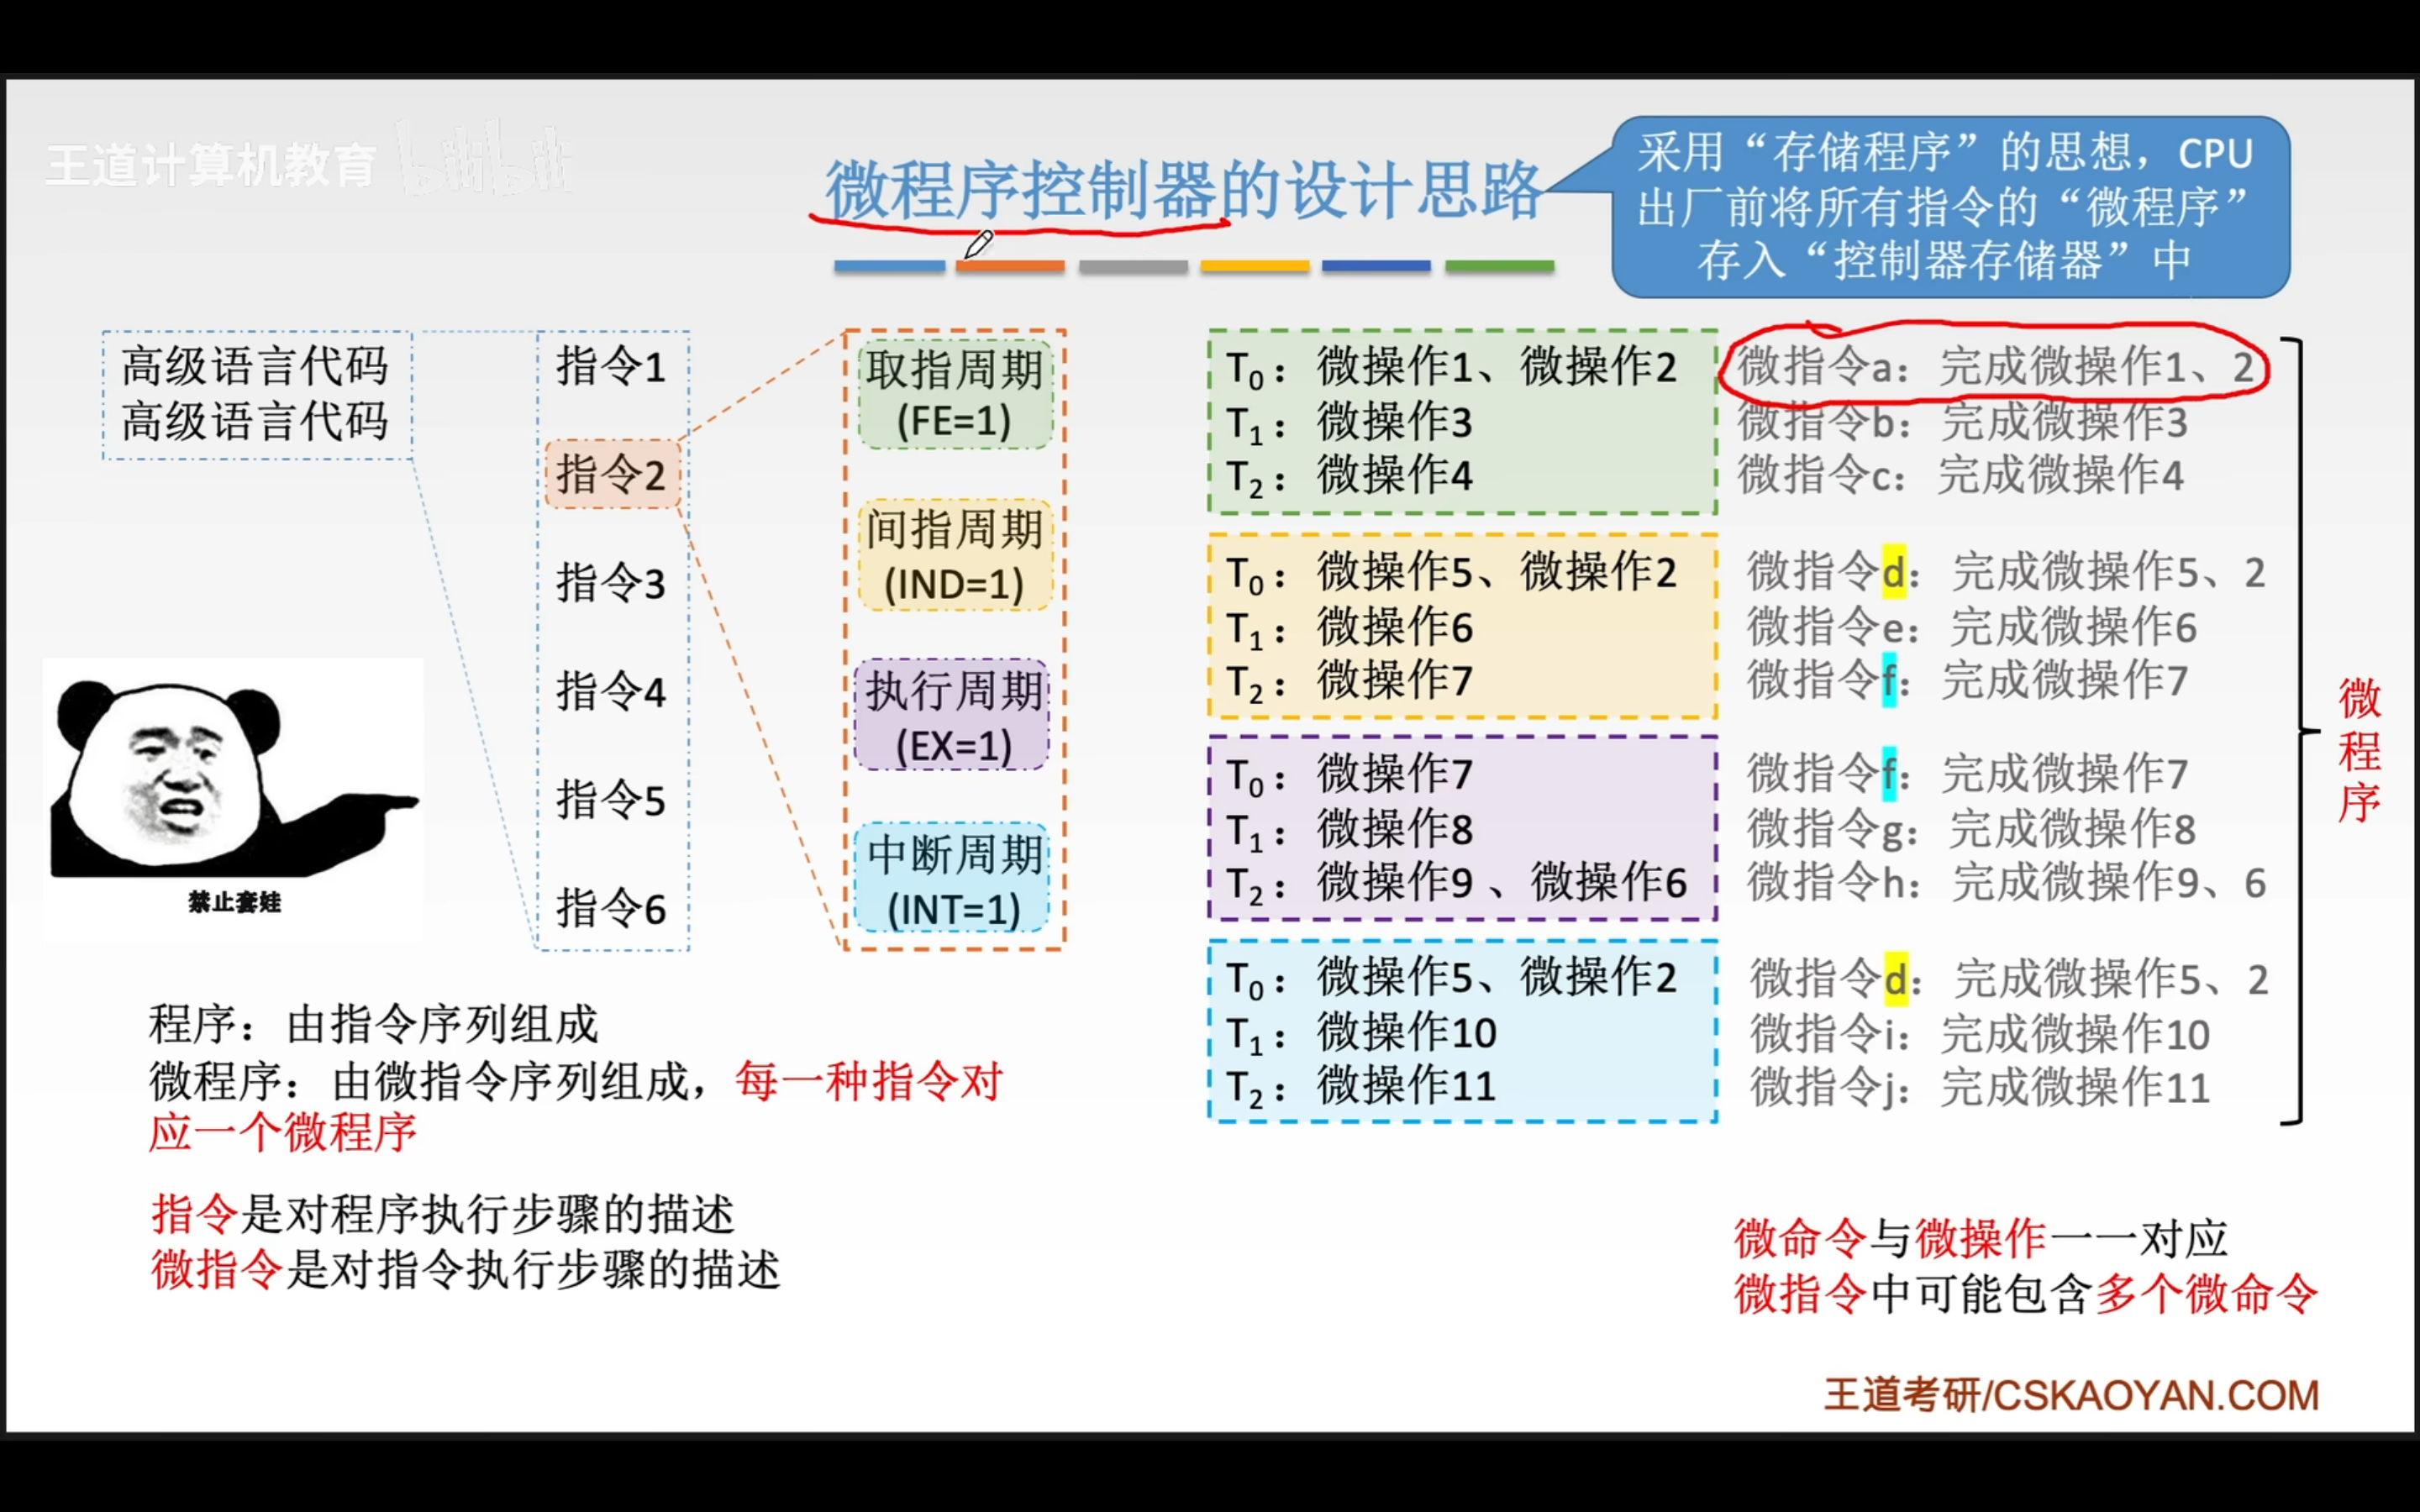 王道计算机教育 bilibili
微程序控制器的设计思路
采用“存储程序”的思想，CPU
出厂前将所有指令的“微程序”
存入“控制器存储器”中
高级语言代码
高级语言代码
指令1
指令2
指令3
指令4
指令5
指令6
取指周期
(FE=1)
间指周期
(IND=1)
执行周期
(EX=1)
中断周期
(INT=1)
T0：微操作1、微操作2
T1：微操作3
T2：微操作4
T0：微操作5、微操作2
T1：微操作6
T2：微操作7
T0：微操作7
T1：微操作8
T2：微操作9 、微操作6
T0：微操作5、微操作2
T1：微操作10
T2：微操作11
微指令a：完成微操作1、2
微指令b：完成微操作3
微指令c：完成微操作4
微指令d：完成微操作5、2
微指令e：完成微操作6
微指令f：完成微操作7
微指令f：完成微操作7
微指令g：完成微操作8
微指令h：完成微操作9、6
微指令d：完成微操作5、2
微指令i：完成微操作10
微指令j：完成微操作11
微程序
禁止套娃
程序：由指令序列组成
微程序：由微指令序列组成，每一种指令对
应一个微程序
指令是对程序执行步骤的描述
微指令是对指令执行步骤的描述
微命令与微操作一一对应
微指令中可能包含多个微命令
王道考研/CSKAOYAN.COM